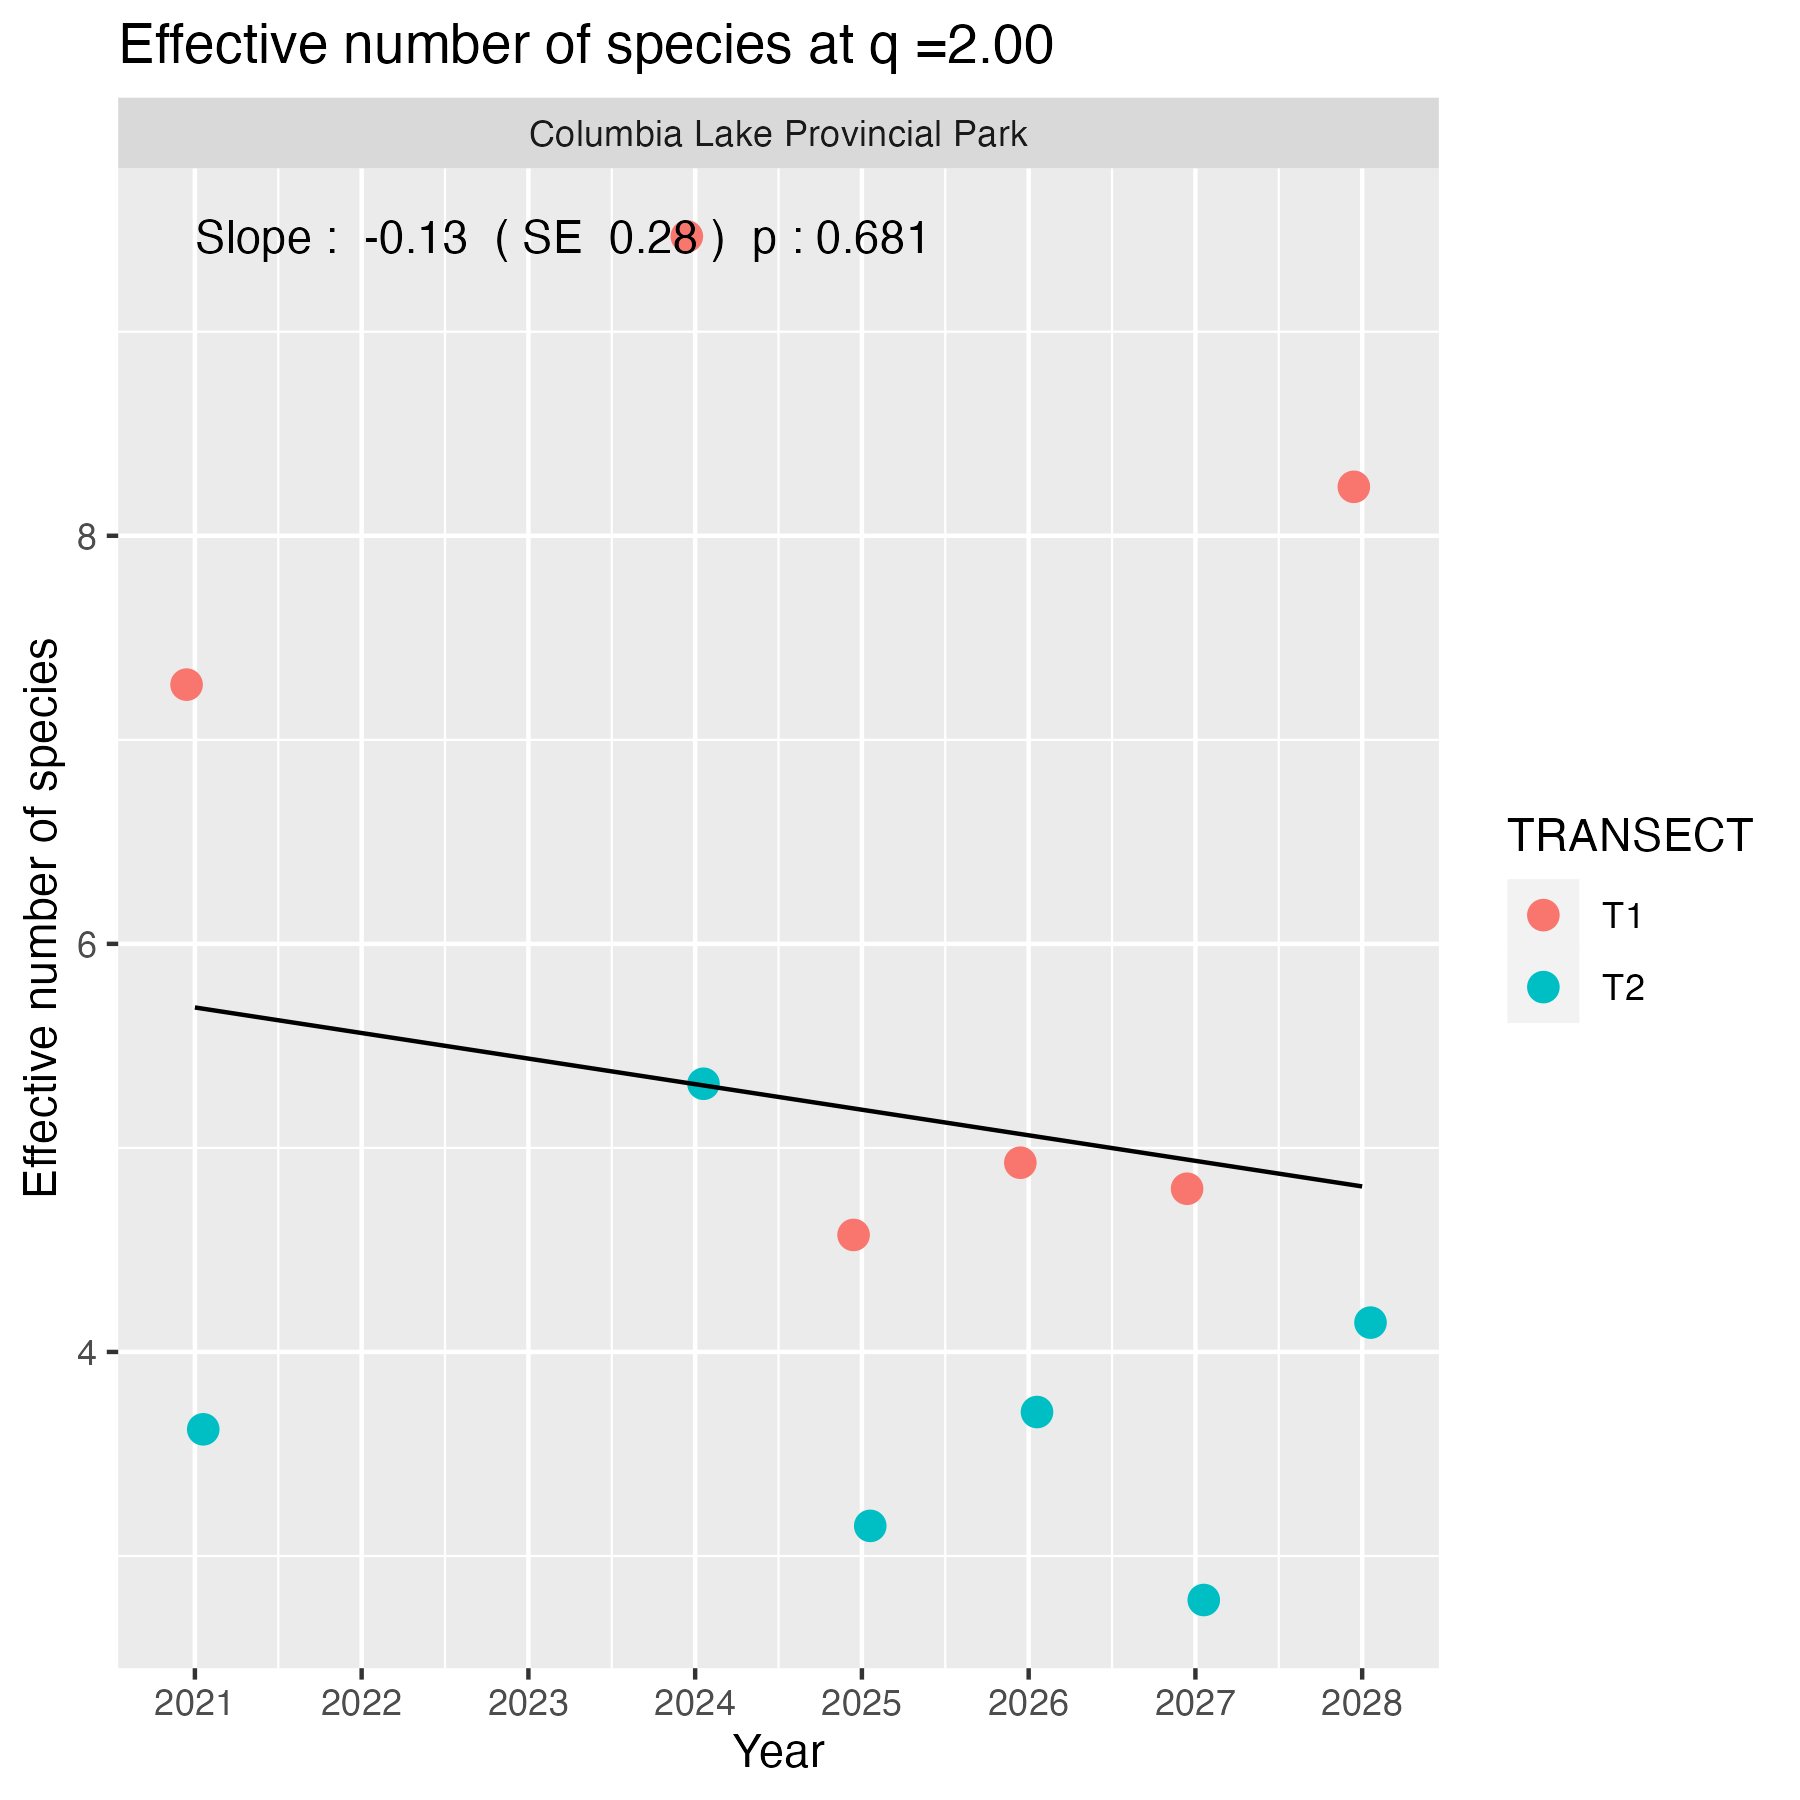 Effective number of species at q =2.00
Columbia Lake Provincial Park
Slope : -0.13 ( SE 0.28 ) p : 0.681
8
6
4
Effective number of species
2021 2022 2023 2024 2025 2026 2027 2028
Year
TRANSECT
T1
T2